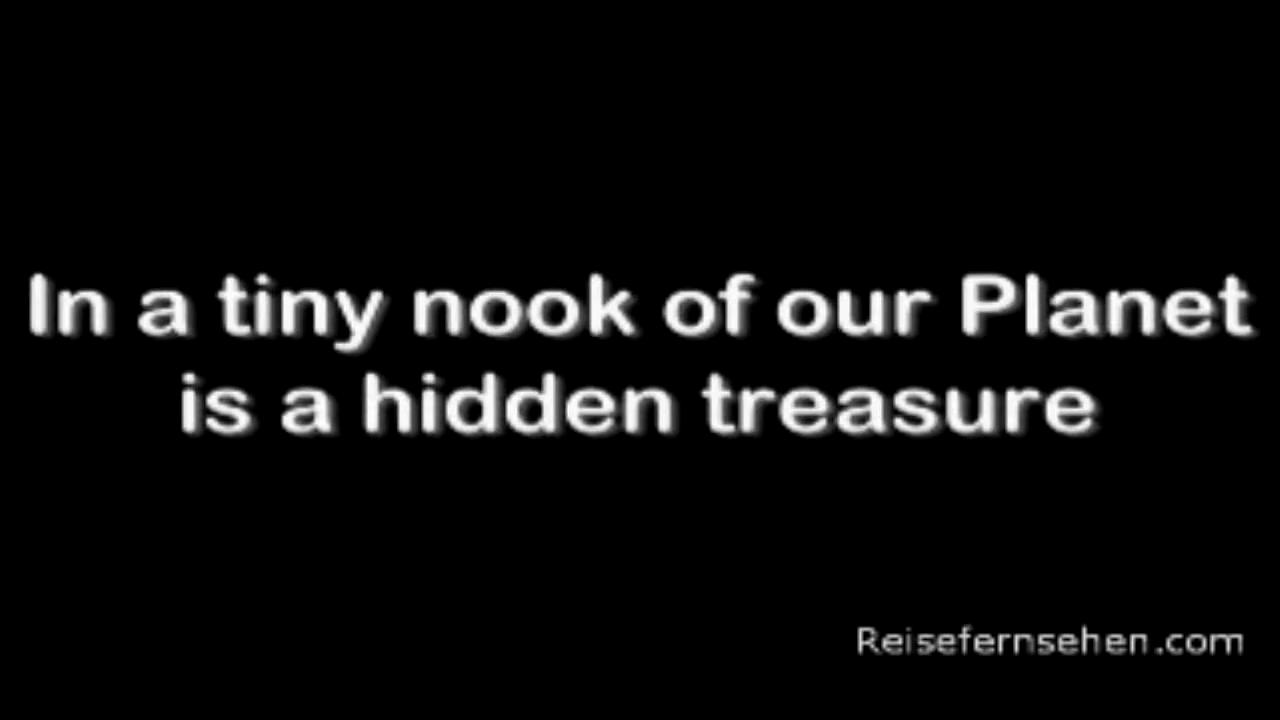 In a tiny nook of our Planet
is a hidden treasure
Reisefernsehen.com